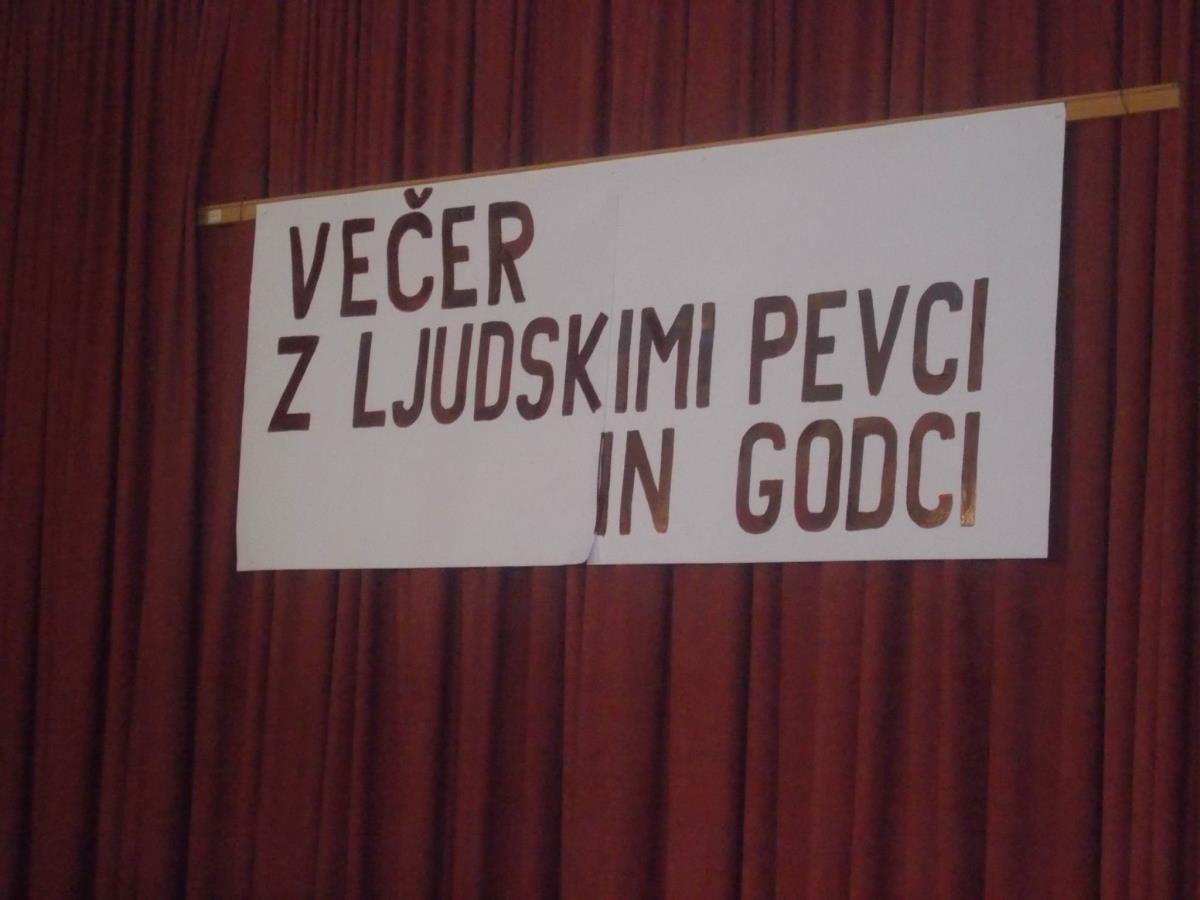 VEČER
Z LJUDSKIMI PEVCI
IN GODCI